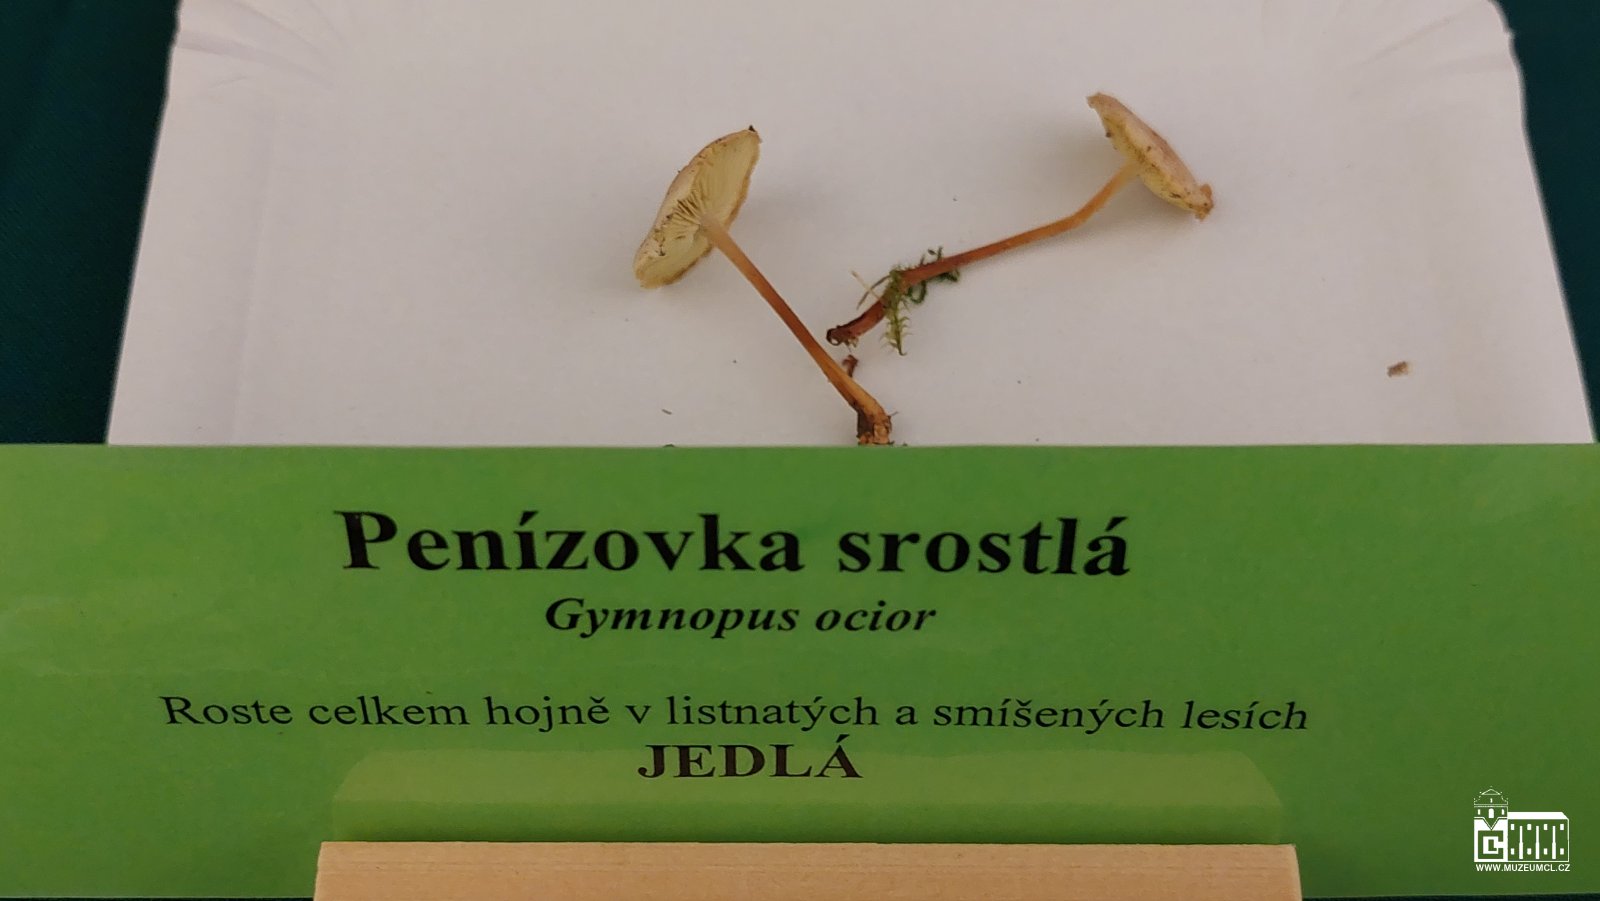 Penízovka srostlá
Gymnopus ocior
Roste celkem hojně v listnatých a smíšených lesích
JEDLÁ
WWW.MUZEUMCL.CZ